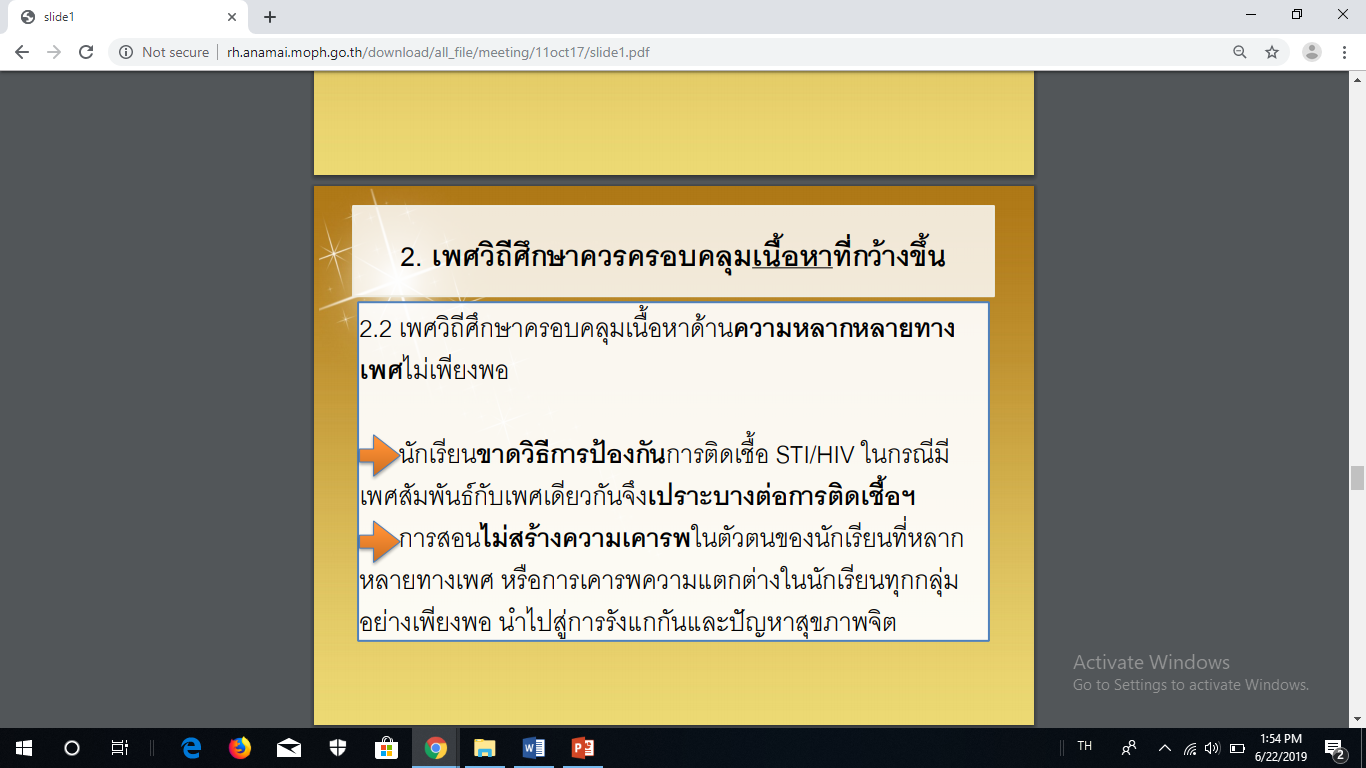 slide1
Not secure
rh.anamai.moph.go.th/download/all_file/meeting/11oct17/slide1.pdf
2. เพศวิถีศึกษาควรครอบคลุมเนื้อหาที่กว้างขึ้น
2.2 เพศวิถีศึกษาครอบคลุมเนื้อหาด้านความหลากหลายทาง
เพศไม่เพียงพอ
นักเรียนขาดวิธีการป้องกันการติดเชื้อ STI/HIV ในกรณีมี
เพศสัมพันธ์กับเพศเดียวกันจึงเปราะบางต่อการติดเชื้อฯ
การสอนไม่สร้างความเคารพในตัวตนของนักเรียนที่หลาก
หลายทางเพศ หรือการเคารพความแตกต่างในนักเรียนทุกกลุ่ม
อย่างเพียงพอ นำไปสู่การรังแกกันและปัญหาสุขภาพจิต
Activate Windows
Go to Settings to activate Windows.
TH
1:54 PM
6/22/2019
2